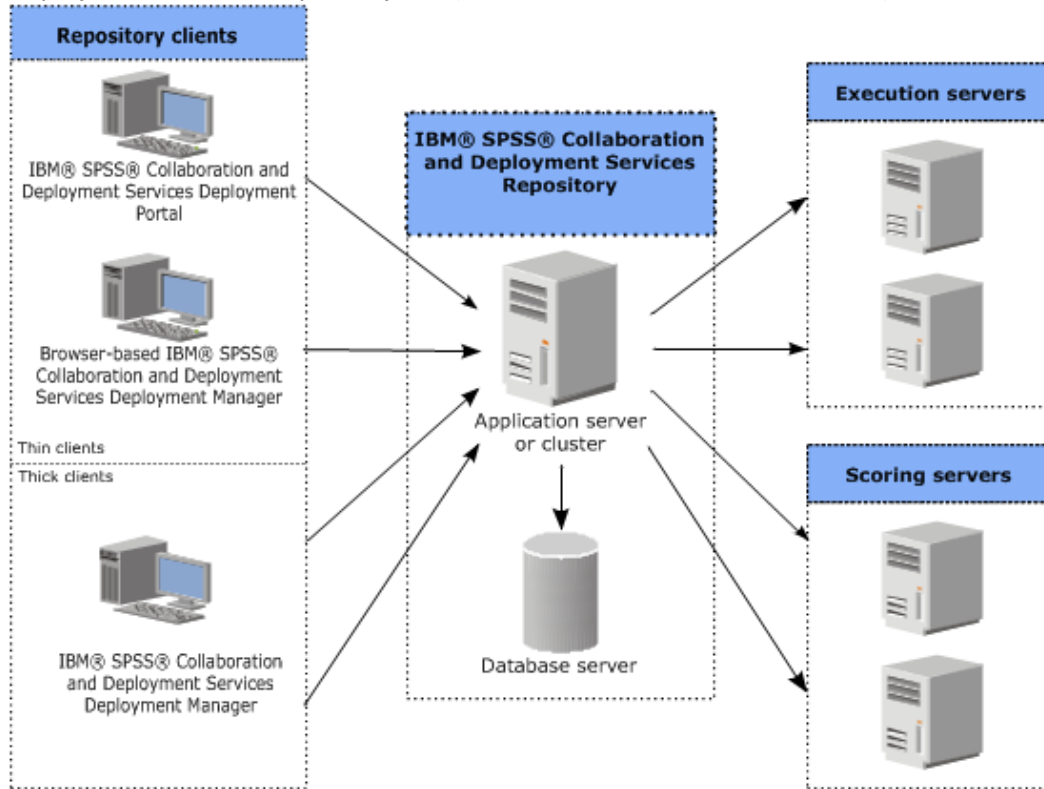 Repository clients
IBM® SPSS® Collaboration and
Deployment Services Deployment
Portal
Browser-based IBM® SPSS®
Collaboration and Deployment
Services Deployment Manager
Thin clients
Thick clients
IBM® SPSS® Collaboration
and Deployment Services
Deployment Manager
IBM® SPSS® Collaboration
and Deployment Services
Repository
Application server
or cluster
Database server
Execution servers
Scoring servers